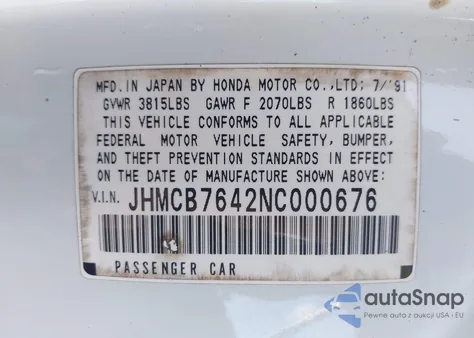 MFD. IN JAPAN BY HONDA MOTOR CO.,LTD; 7/'91
GVWR 3815LBS GAWR F 2070LBS R 1860LBS
THIS VEHICLE CONFORMS TO ALL APPLICABLE
FEDERAL MOTOR VEHICLE SAFETY, BUMPER,
AND THEFT PREVENTION STANDARDS IN EFFECT
ON THE DATE OF MANUFACTURE SHOWN ABOVE.
V.I.N. JHMCB7642NC000676
PASSENGER CAR
autoSnap
Pewne auta z aukcji USA - EU